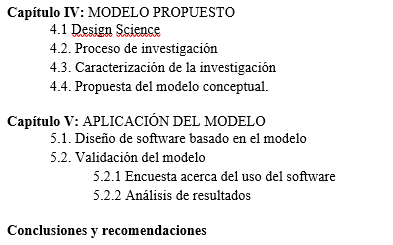 Capítulo IV: MODELO PROPUESTO
4.1 Design Science
4.2. Proceso de investigación
4.3. Caracterización de la investigación
4.4. Propuesta del modelo conceptual.
Capítulo V: APLICACIÓN DEL MODELO
5.1. Diseño de software basado en el modelo
5.2. Validación del modelo
5.2.1 Encuesta acerca del uso del software
5.2.2 Análisis de resultados
Conclusiones y recomendaciones